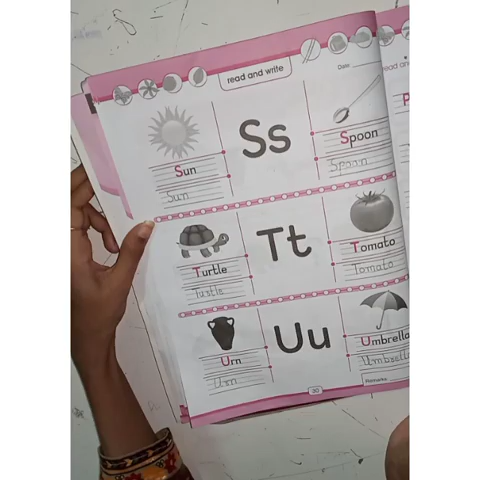 read and write
Date
Ss
Sun
Spoon
Sun
Spoon
Tt
Turtle
Tomato
Turtle
Tomato
Uu
Urn
Umbrella
Urn
Umbrella
30
Remarks